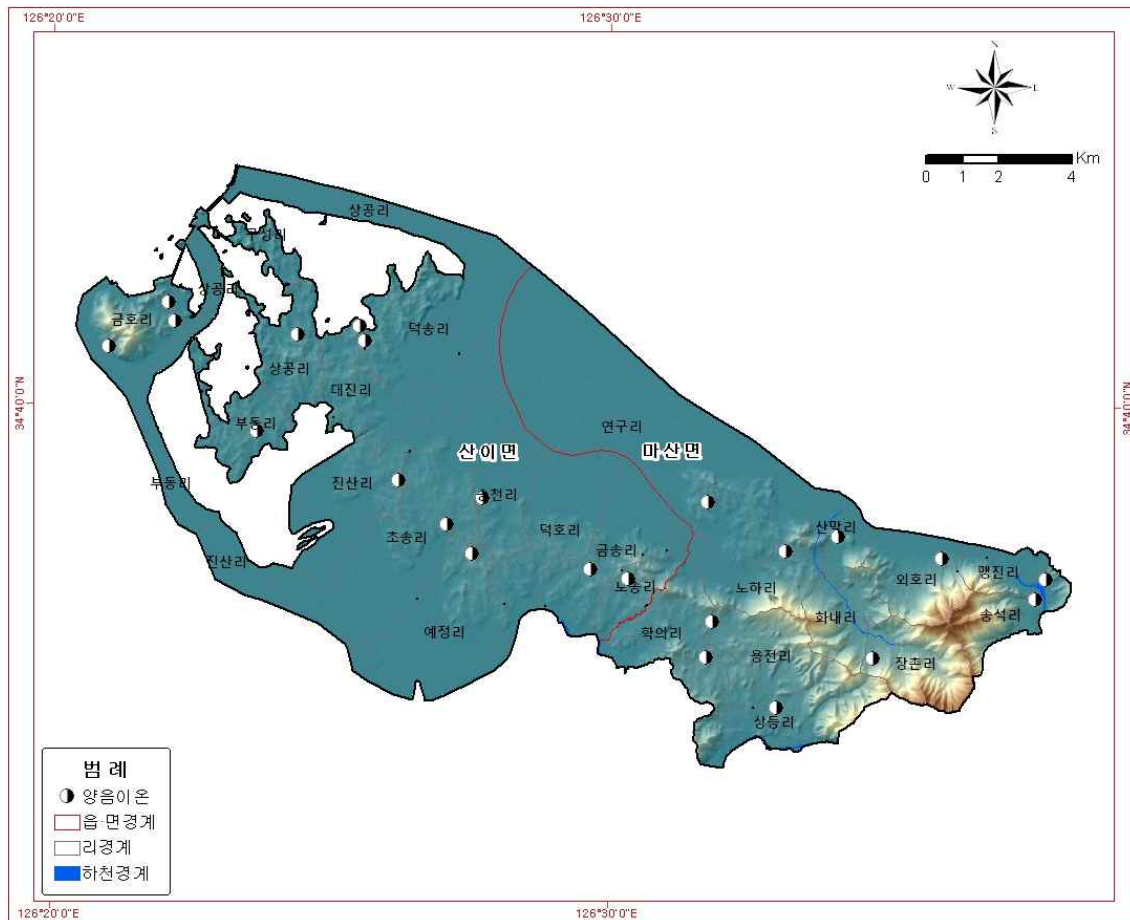 126°20'0"E
126°30'0"E
N
W
E
S
Km
0 1 2 4
34°40'0"N
34°40'0"N
상공리
상공리
금호리
덕송리
상공리
대진리
부동리
연구리
산이면
마산면
부동리
진산리
산막리
초송리
덕호리
금송리
맹진리
진산리
노송리
노하리
외호리
송석리
화내리
예정리
학의리
용전리
장촌리
상등리
범례
양음이온
읍·면경계
리경계
하천경계
126°20'0"E
126°30'0"E